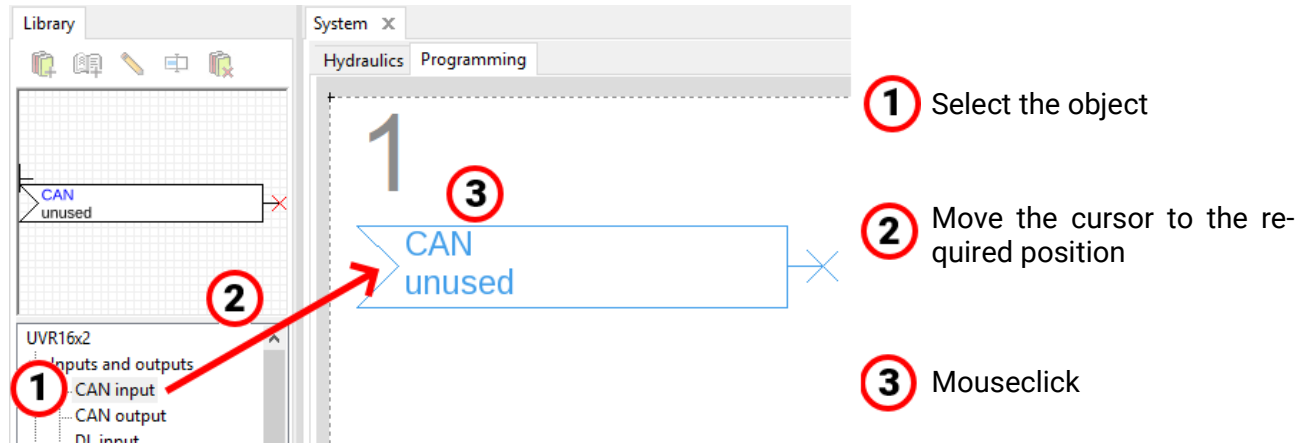 Library
System
Hydraulics Programming
CAN
unused
1
3
CAN
unused
2
UVR16x2
Inputs and outputs
1
CAN input
CAN output
DL input
1 Select the object
2 Move the cursor to the re-
quired position
3 Mouseclick